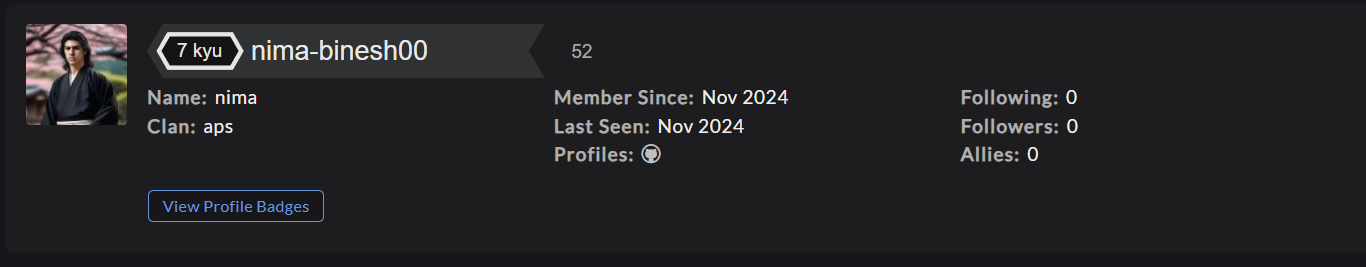 7 kyu nima-binesh00 52
Name: nima
Clan: aps
Member Since: Nov 2024
Last Seen: Nov 2024
Profiles:
Following: 0
Followers: 0
Allies: 0
View Profile Badges